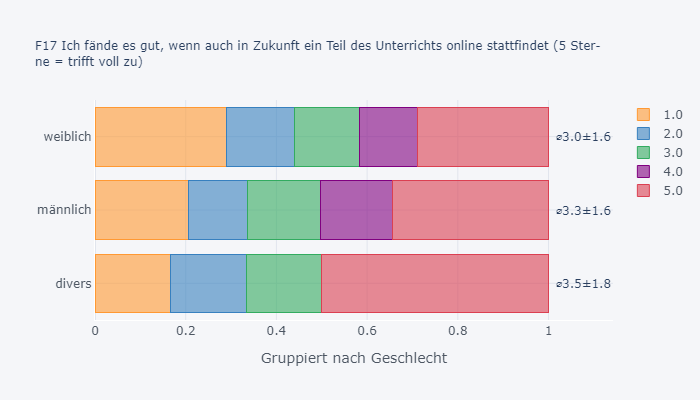 F17 Ich fände es gut, wenn auch in Zukunft ein Teil des Unterrichts online stattfindet (5 Ster-
ne = trifft voll zu)
weiblich
⌀3.0±1.6
männlich
⌀3.3±1.6
divers
⌀3.5±1.8
0 0.2 0.4 0.6 0.8 1
Gruppiert nach Geschlecht
1.0
2.0
3.0
4.0
5.0